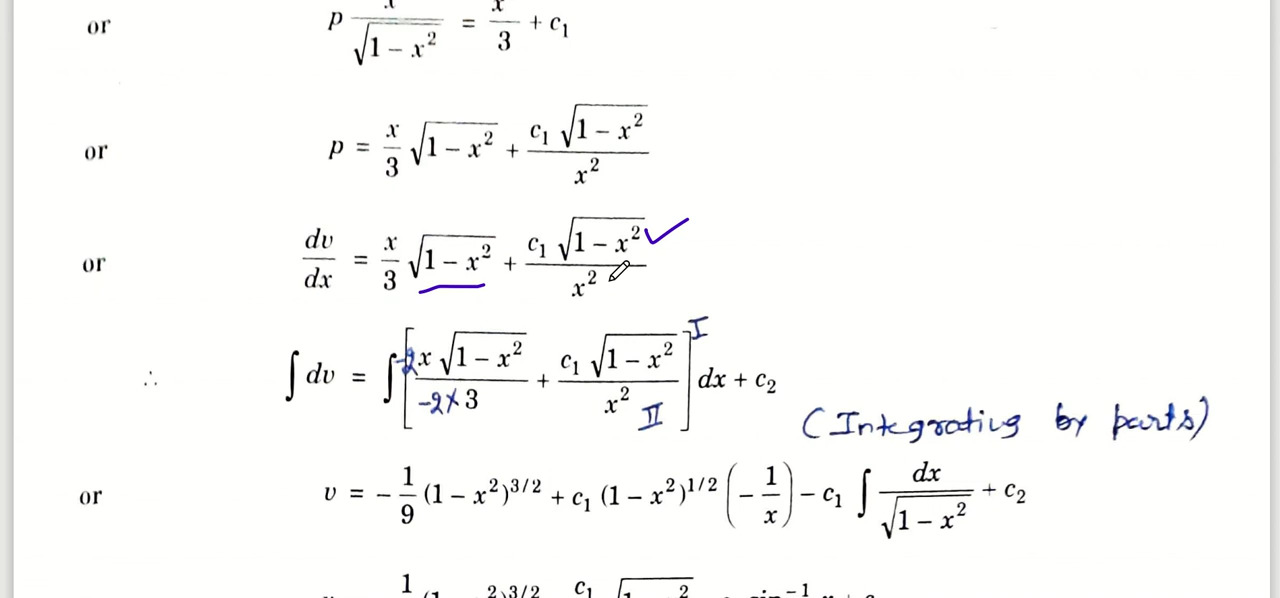 or p x/√(1 – x²) = x/3 + c₁
or p = x/3 √(1 – x²) + c₁ √(1 – x²)/x²
or dv/dx = x/3 √(1 – x²) + c₁ √(1 – x²)/x²
∴ ∫ dv = ∫ [-2x √(1 – x²)/-2×3 + c₁ √(1 – x²)/x²] dx + c₂ I II
(Integrating by parts)
or v = – 1/9 (1 – x²)^3/2 + c₁ (1 – x²)^1/2 (– 1/x) – c₁ ∫ dx/√(1 – x²) + c₂